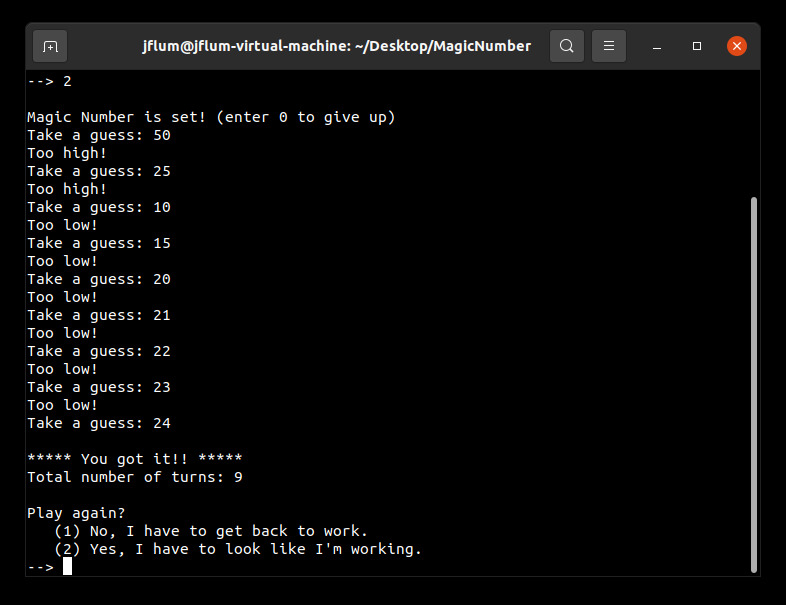 jflum@jflum-virtual-machine: ~/Desktop/MagicNumber
--> 2
Magic Number is set! (enter 0 to give up)
Take a guess: 50
Too high!
Take a guess: 25
Too high!
Take a guess: 10
Too low!
Take a guess: 15
Too low!
Take a guess: 20
Too low!
Take a guess: 21
Too low!
Take a guess: 22
Too low!
Take a guess: 23
Too low!
Take a guess: 24
***** You got it!! *****
Total number of turns: 9
Play again?
(1) No, I have to get back to work.
(2) Yes, I have to look like I'm working.
-->